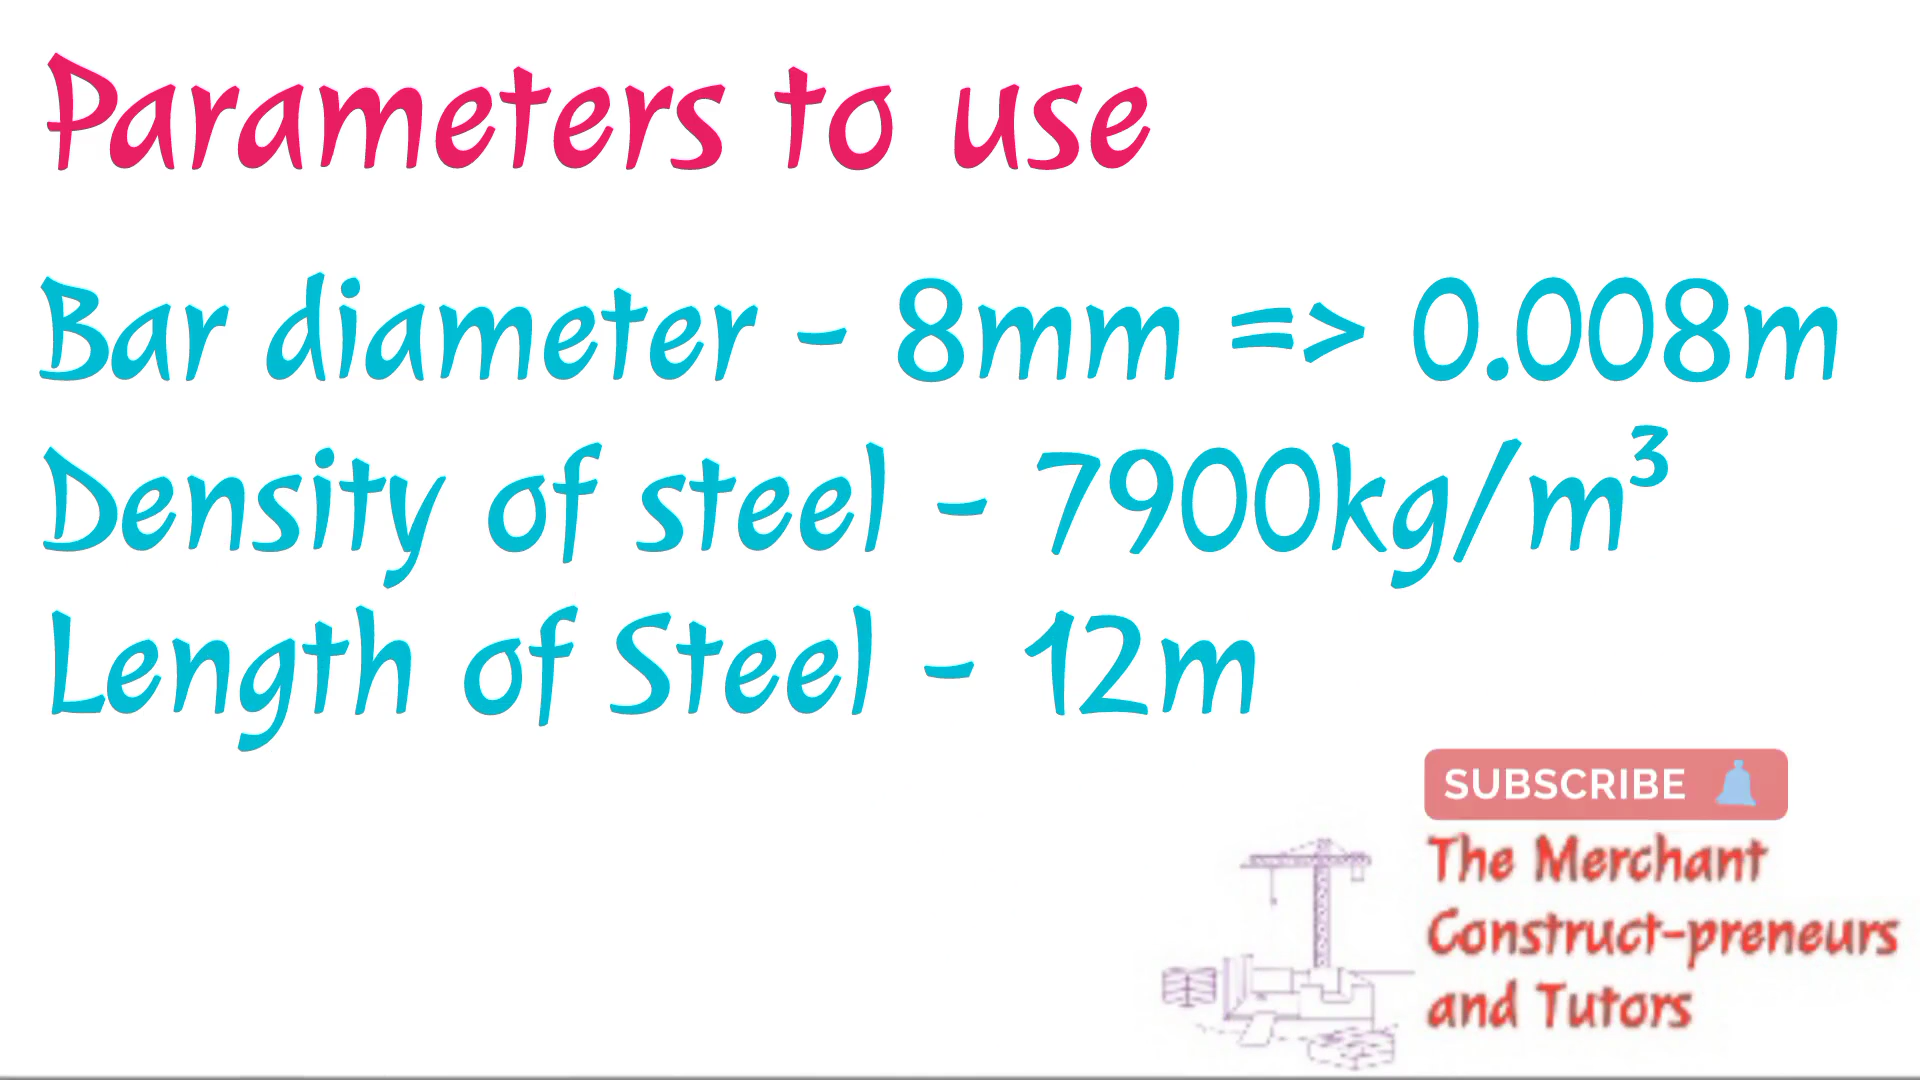 Parameters to use
Bar diameter - 8mm => 0.008m
Density of steel - 7900kg/m³
Length of Steel - 12m
SUBSCRIBE
The Merchant
Construct-preneurs
and Tutors